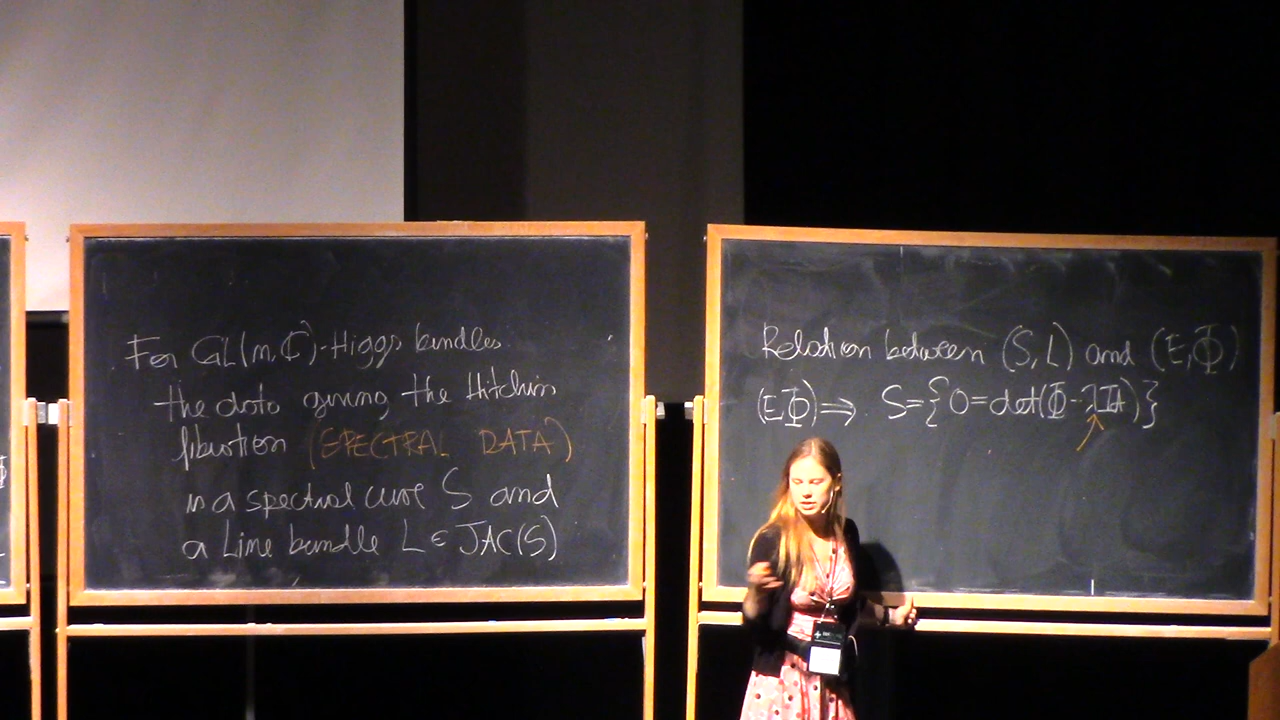 For GL(n,ℂ)-Higgs bundles
the data giving the Hitchin
fibration (SPECTRAL DATA)
is a spectral curve S and
a Line bundle L ∈ JAC(S)
Relation between (S,L) and (E,Φ)
(E,Φ) ⇒ S={0=det(Φ-λId)}